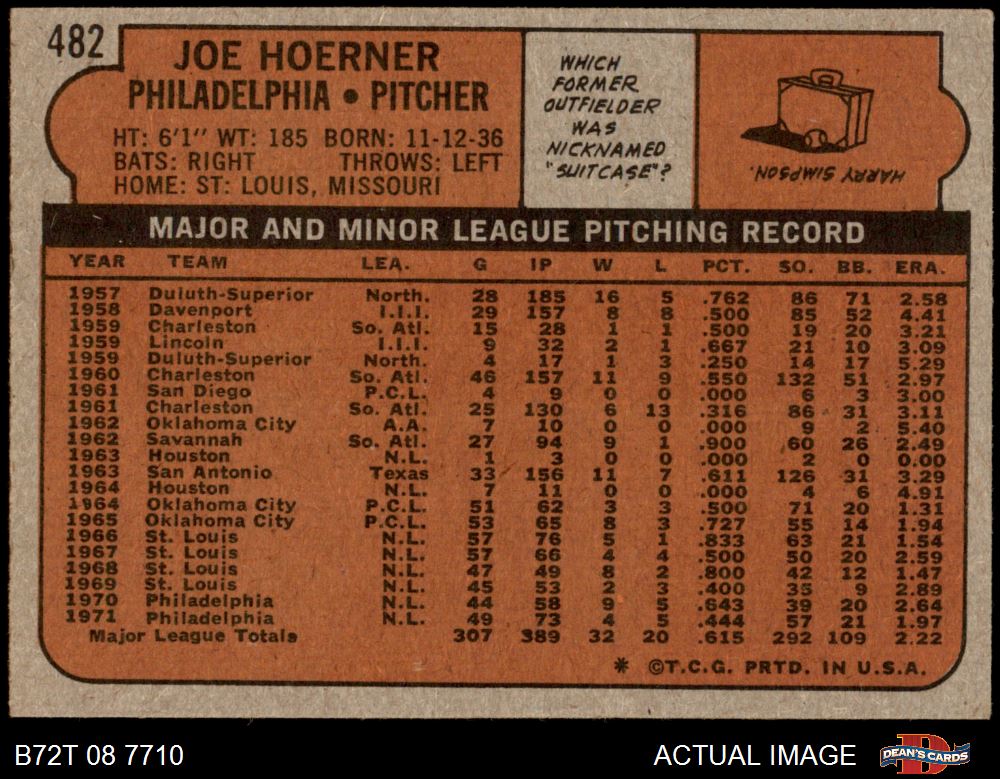 482
JOE HOERNER
PHILADELPHIA • PITCHER
HT: 6'1" WT: 185 BORN: 11-12-36
BATS: RIGHT THROWS: LEFT
HOME: ST: LOUIS, MISSOURI
WHICH
FORMER
OUTFIELDER
WAS
NICKNAMED
"SUITCASE"?
HARRY SIMPSON.
MAJOR AND MINOR LEAGUE PITCHING RECORD
YEAR TEAM LEA. G IP W L PCT. SO. BB. ERA.
1957 Duluth-Superior North. 28 185 16 5 .762 86 71 2.58
1958 Davenport I.I.I. 29 157 8 8 .500 85 52 4.41
1959 Charleston So. Atl. 15 28 1 1 .500 19 20 3.21
1959 Lincoln I.I.I. 9 32 2 1 .667 21 10 3.09
1959 Duluth-Superior North. 4 17 1 3 .250 14 17 5.29
1960 Charleston So. Atl. 46 157 11 9 .550 132 51 2.97
1961 San Diego P.C.L. 4 9 0 0 .000 6 3 3.00
1961 Charleston So. Atl. 25 130 6 13 .316 86 31 3.11
1962 Oklahoma City A.A. 7 10 0 0 .000 9 2 5.40
1962 Savannah So. Atl. 27 94 9 1 .900 60 26 2.49
1963 Houston N.L. 1 3 0 0 .000 2 0 0.00
1963 San Antonio Texas 33 156 11 7 .611 126 31 3.29
1964 Houston N.L. 7 11 0 0 .000 4 6 4.91
1964 Oklahoma City P.C.L. 51 62 3 3 .500 71 20 1.31
1965 Oklahoma City P.C.L. 53 65 8 3 .727 55 14 1.94
1966 St. Louis N.L. 57 76 5 1 .833 63 21 1.54
1967 St. Louis N.L. 57 66 4 4 .500 50 20 2.59
1968 St. Louis N.L. 47 49 8 2 .800 42 12 1.47
1969 St. Louis N.L. 45 53 2 3 .400 35 9 2.89
1970 Philadelphia N.L. 44 58 9 5 .643 39 20 2.64
1971 Philadelphia N.L. 49 73 4 5 .444 57 21 1.97
Major League Totals 307 389 32 20 .615 292 109 2.22
* ©T.C.G. PRTD. IN U.S.A.
B72T 08 7710
ACTUAL IMAGE
DEAN'S CARDS